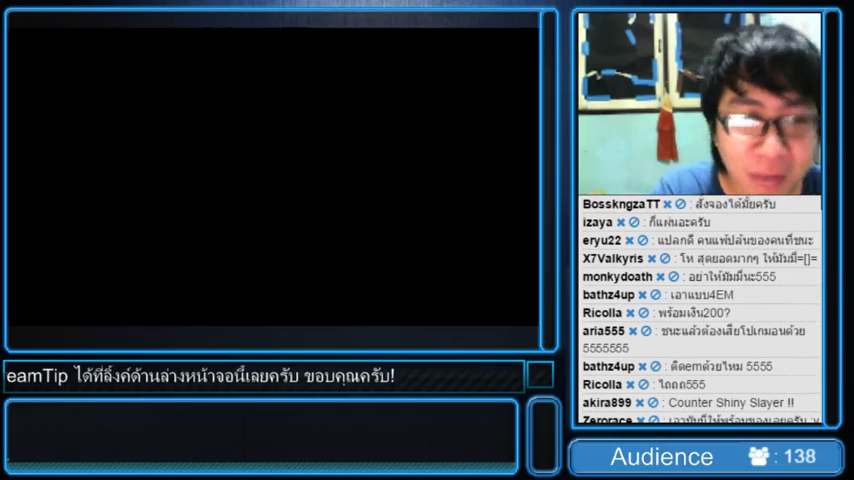 BosskngzaTT : สั่งจองได้มั้ยครับ
izaya : ก็แผ่นอะครับ
eryu22 : แปลกดี คนแพ้ปล้นของคนที่ชนะ
X7Valkyris : โห สุดยอดมากๆ ให้มัมมี่=[]=
monkydoath : อย่าให้มัมมี่นะ555
bathz4up : เอาแบบ4EM
Ricolla : พร้อมเงิน200?
aria555 : ชนะแล้วต้องเสียโปเกมอนด้วย
5555555
bathz4up : ติดemด้วยไหม 5555
Ricolla : ไถถถ555
akira899 : Counter Shiny Slayer !!
Zerorace :
eamTip ได้ที่ลิ้งค์ด้านล่างหน้าจอนี้เลยครับ ขอบคุณครับ!
Audience : 138